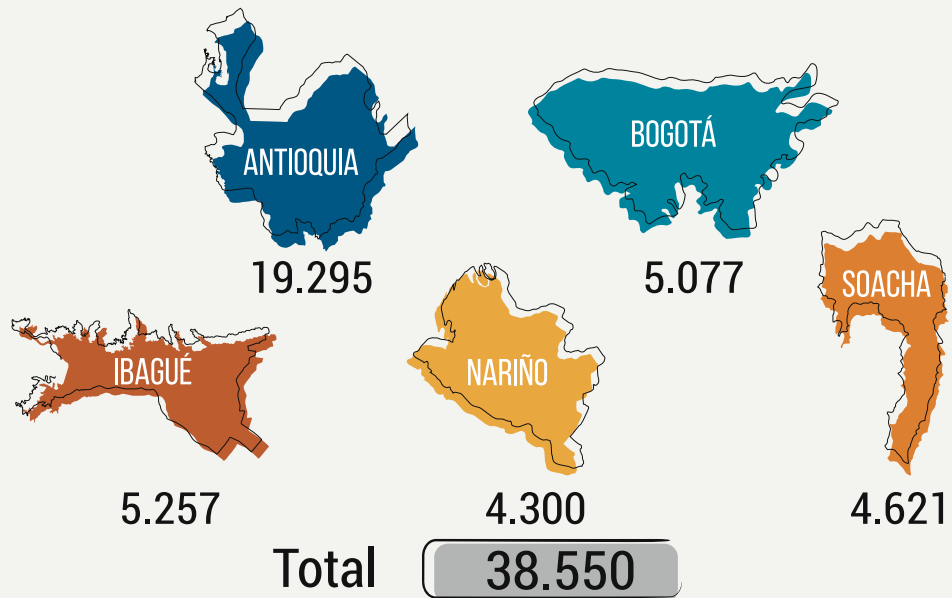 ANTIOQUIA
19.295
BOGOTÁ
5.077
SOACHA
4.621
IBAGUÉ
5.257
NARIÑO
4.300
Total 38.550